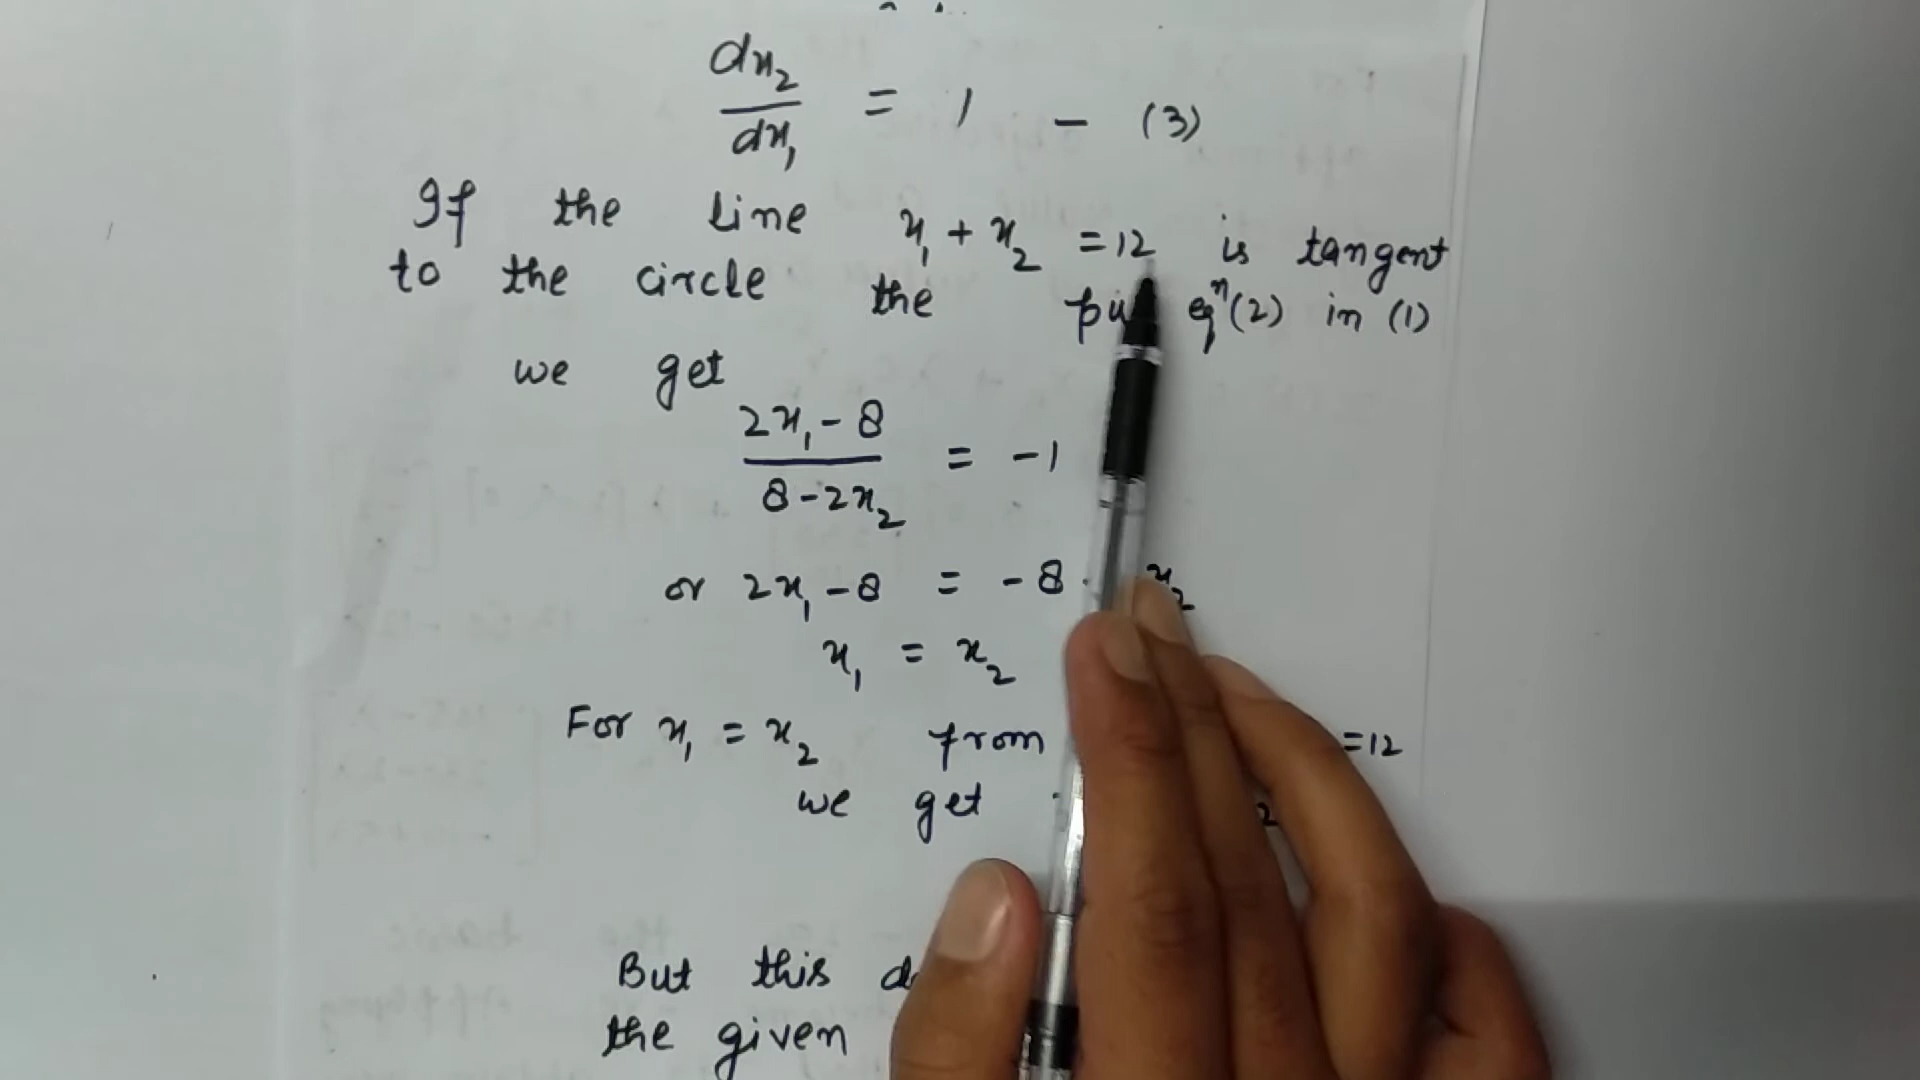 dx₂/dx₁ = 1 - (3)
If the line x₁ + x₂ = 12 is tangent
to the circle the eqⁿ(2) in (1)
we get
(2x₁ - 8)/(8 - 2x₂) = -1
or 2x₁ - 8 = -8 x₂
x₁ = x₂
For x₁ = x₂ from = 12
we get
But this
the given